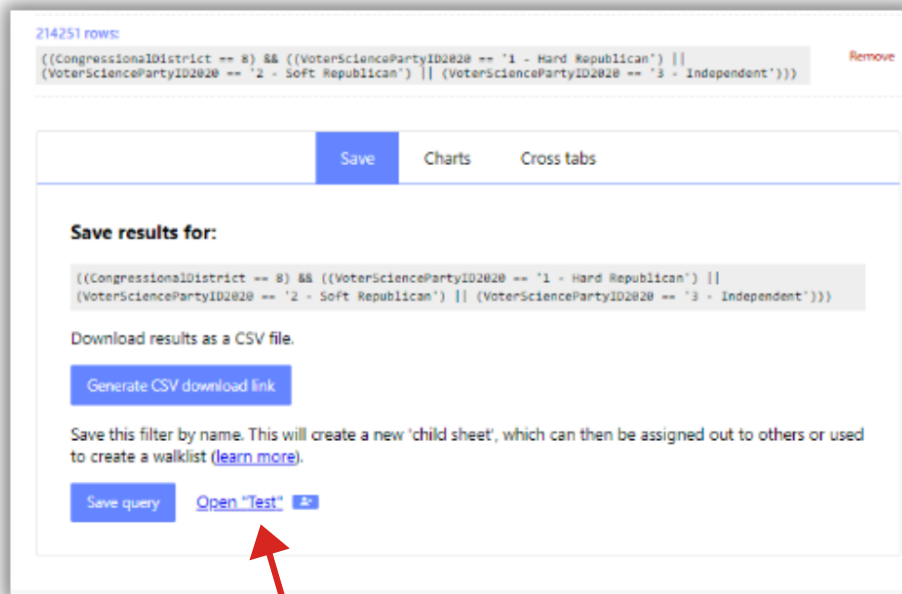 214251 rows:
((CongressionalDistrict == 8) && ((VoterSciencePartyID2020 == '1 - Hard Republican') ||
(VoterSciencePartyID2020 == '2 - Soft Republican') || (VoterSciencePartyID2020 == '3 - Independent')))
Remove
Save Charts Cross tabs
Save results for:
((CongressionalDistrict == 8) && ((VoterSciencePartyID2020 == '1 - Hard Republican') ||
(VoterSciencePartyID2020 == '2 - Soft Republican') || (VoterSciencePartyID2020 == '3 - Independent')))
Download results as a CSV file.
Generate CSV download link
Save this filter by name. This will create a new 'child sheet', which can then be assigned out to others or used
to create a walklist (learn more).
Save query Open "Test"